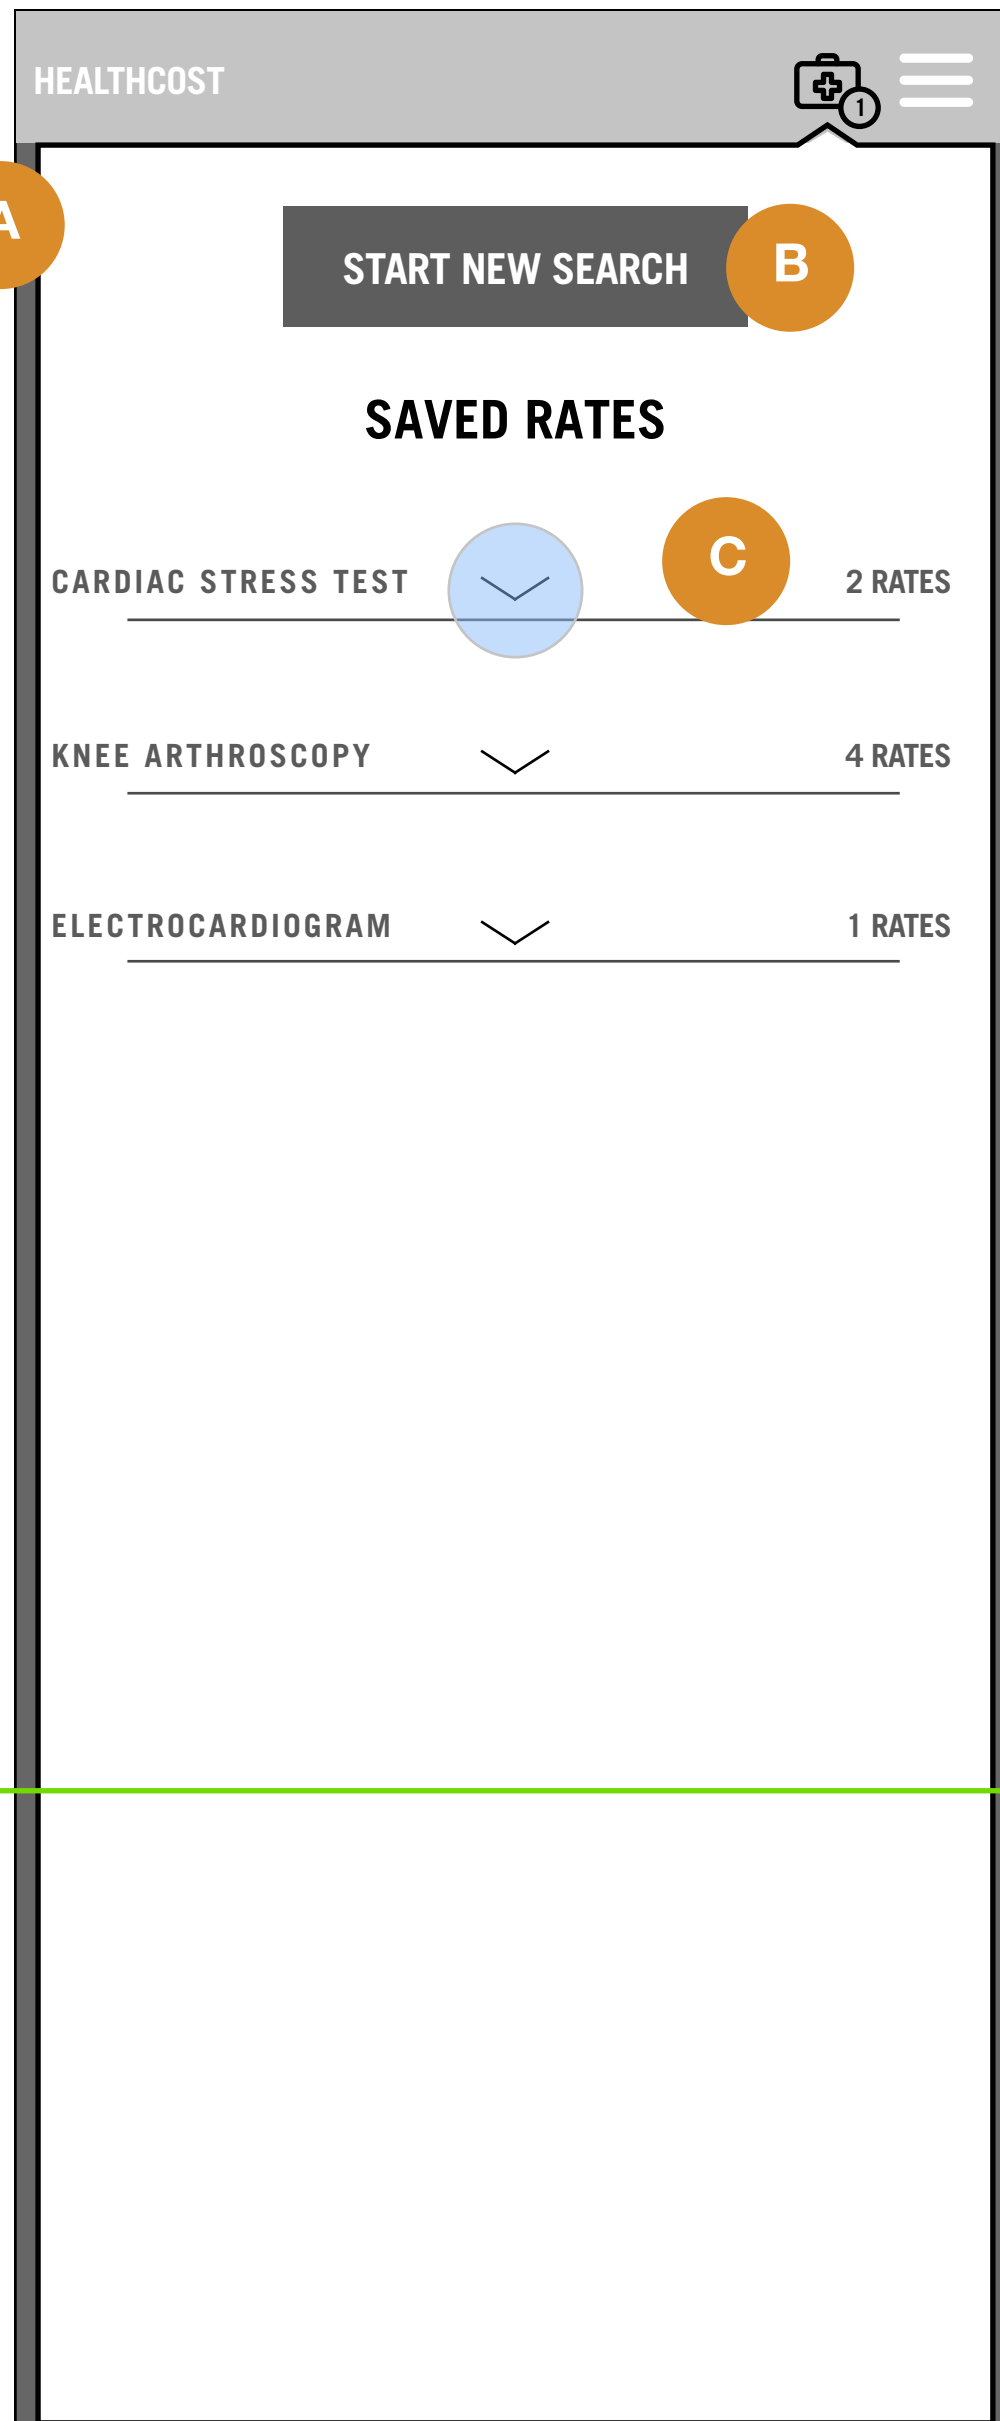 HEALTHCOST
1
A
START NEW SEARCH
B
SAVED RATES
C
CARDIAC STRESS TEST 2 RATES
KNEE ARTHROSCOPY 4 RATES
ELECTROCARDIOGRAM 1 RATES